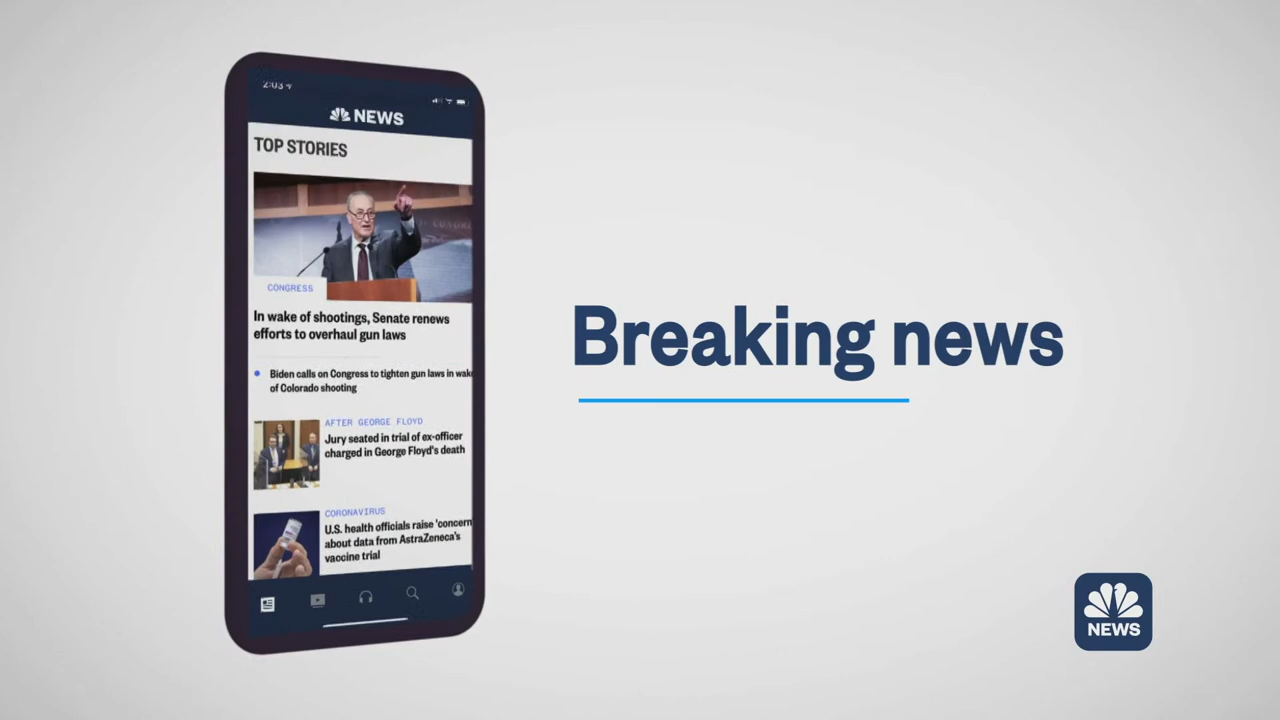 2:03
NEWS
TOP STORIES
CONGRESS
In wake of shootings, Senate renews
efforts to overhaul gun laws
Biden calls on Congress to tighten gun laws in wake
of Colorado shooting
AFTER GEORGE FLOYD
Jury seated in trial of ex-officer
charged in George Floyd's death
CORONAVIRUS
U.S. health officials raise 'concern
about data from AstraZeneca's
vaccine trial
Breaking news
NEWS